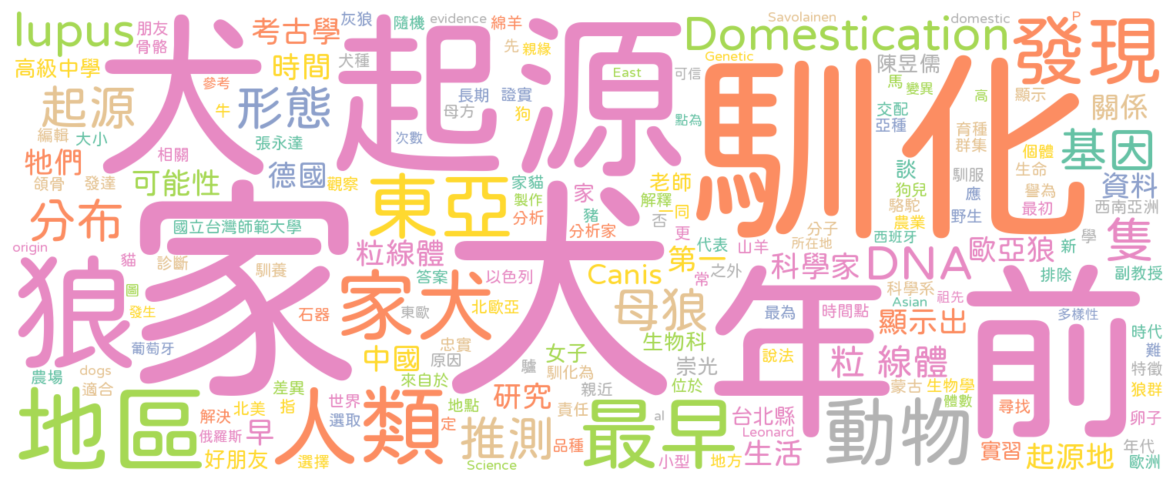 lupus
朋友
骨骼
犬
考古學
灰狼
犬種
隨機
evidence
綿羊
先
親緣
Savolainen
Domestication
domestic
P
發現
高級中學
參考
時間
起源
East
可信
Genetic
陳昱儒
馬
變異
高
顯示
起源
形態
牛
母方
長期
證實
狗
點為
馴化
交配
亞種
關係
編輯
大小
張永達
次數
育種
群集
個體
基因
牠們
相關
德國
觀察
東亞
家貓
製作
分析
家
豬
老師
解釋
否
一同
更
談
狗兒
駱駝
馴服
應
生命
譽為
資料
頜骨
發達
可能性
分布
家犬
國立台灣師範大學
粒線體
分析家
代表
山羊
分子
所在地
農業
野生
最初
西南亞洲
隻
origin
貓
診斷
馴養
答案
以色列
第一
常
之外
科學家
DNA
西班牙
歐亞狼
新
學
狼
圖
發生
石器
家犬
東歐
北歐亞
Canis
母狼
年前
最為
時間點
科學系
Asian
祖先
排除
副教授
多樣性
葡萄牙
忠實
中國
原因
驢
女子
生物科
崇光
顯示出
說法
粒 線體
時代
難
特徵
農場
dogs
適合
差異
來自於
馴化為
親近
位於
蒙古
生物學
體數
狼群
地區
解決
北美
指
人類
世界
選取
定
地點
研究
責任
最早
al
台北縣
Leonard
動物
尋找
卵子
俄羅斯
早
好朋友
選擇
推測
Science
品種
小型
地方
生活
實習
起源地
年代
歐洲